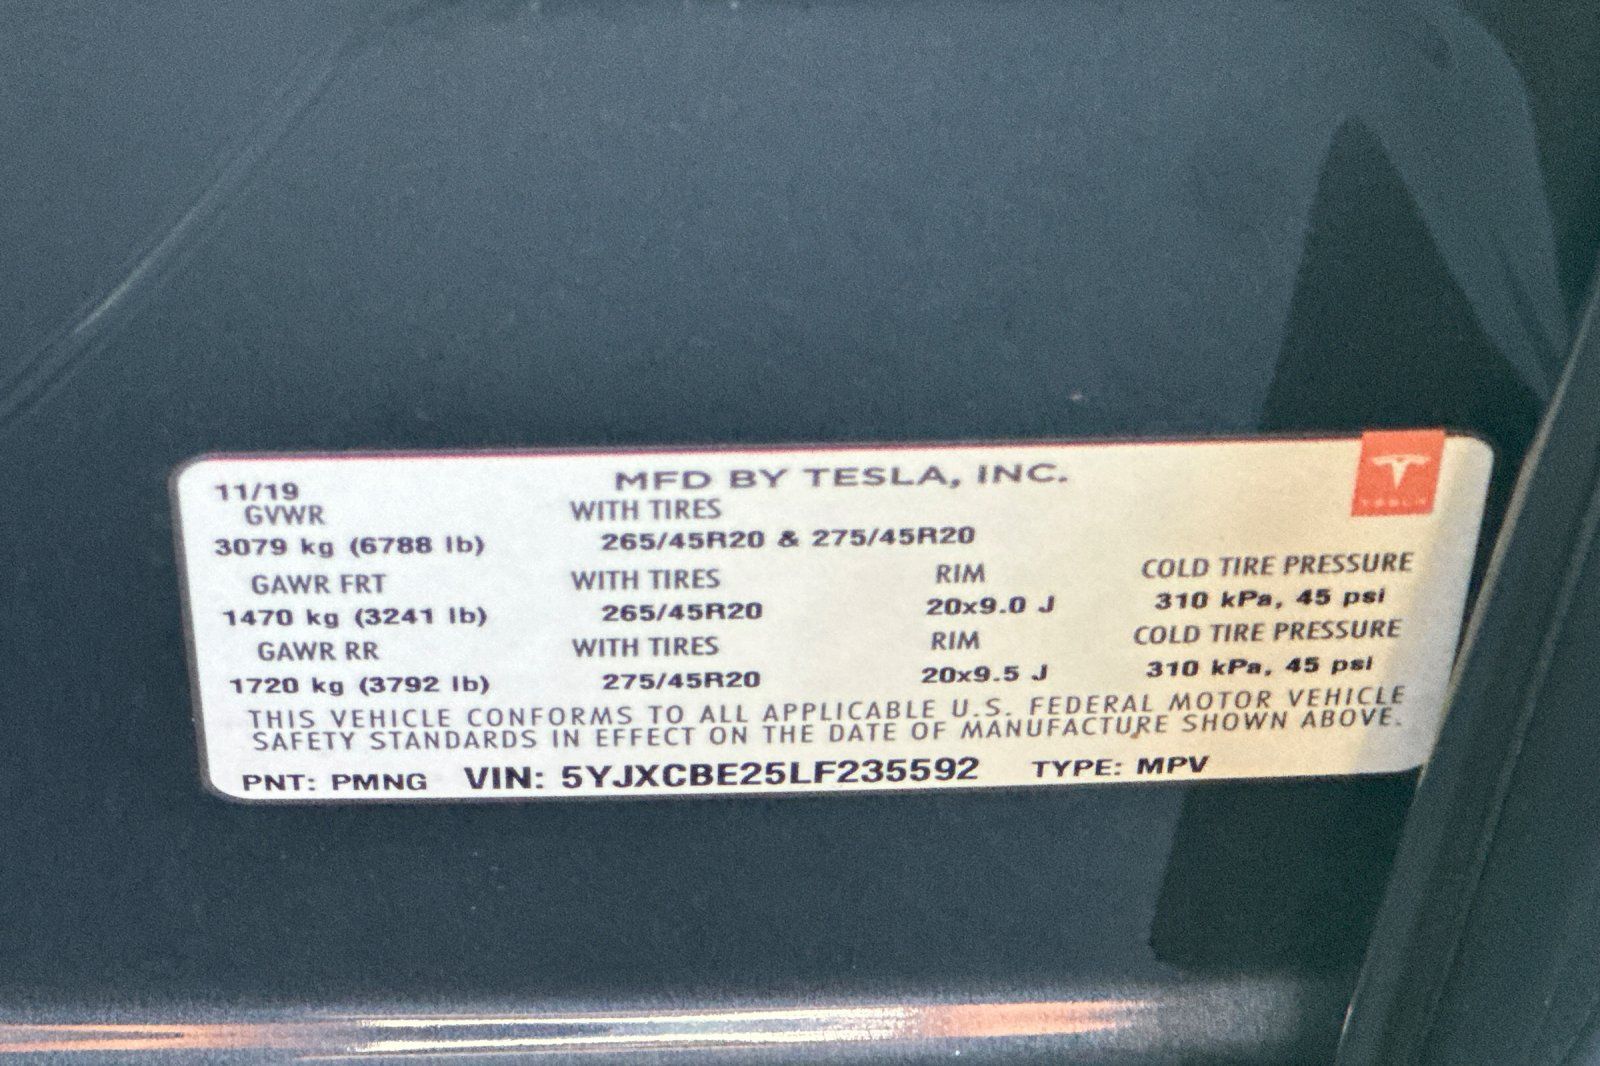 MFD BY TESLA, INC.
TESLA
11/19
GVWR WITH TIRES
3079 kg (6788 lb) 265/45R20 & 275/45R20
GAWR FRT WITH TIRES RIM COLD TIRE PRESSURE
1470 kg (3241 lb) 265/45R20 20x9.0 J 310 kPa, 45 psi
GAWR RR WITH TIRES RIM COLD TIRE PRESSURE
1720 kg (3792 lb) 275/45R20 20x9.5 J 310 kPa, 45 psi
THIS VEHICLE CONFORMS TO ALL APPLICABLE U.S. FEDERAL MOTOR VEHICLE
SAFETY STANDARDS IN EFFECT ON THE DATE OF MANUFACTURE SHOWN ABOVE.
PNT: PMNG VIN: 5YJXCBE25LF235592 TYPE: MPV